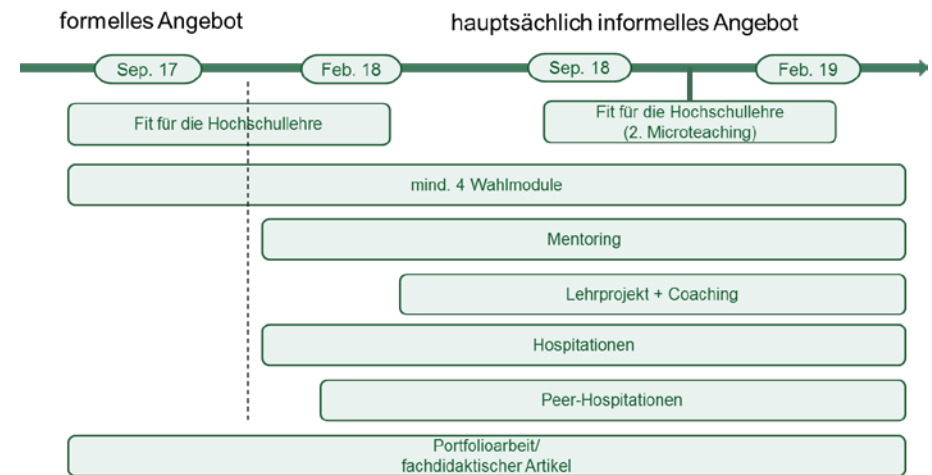 formelles Angebot
hauptsächlich informelles Angebot
Sep. 17
Feb. 18
Sep. 18
Feb. 19
Fit für die Hochschullehre
Fit für die Hochschullehre
(2. Microteaching)
mind. 4 Wahlmodule
Mentoring
Lehrprojekt + Coaching
Hospitationen
Peer-Hospitationen
Portfolioarbeit/
fachdidaktischer Artikel